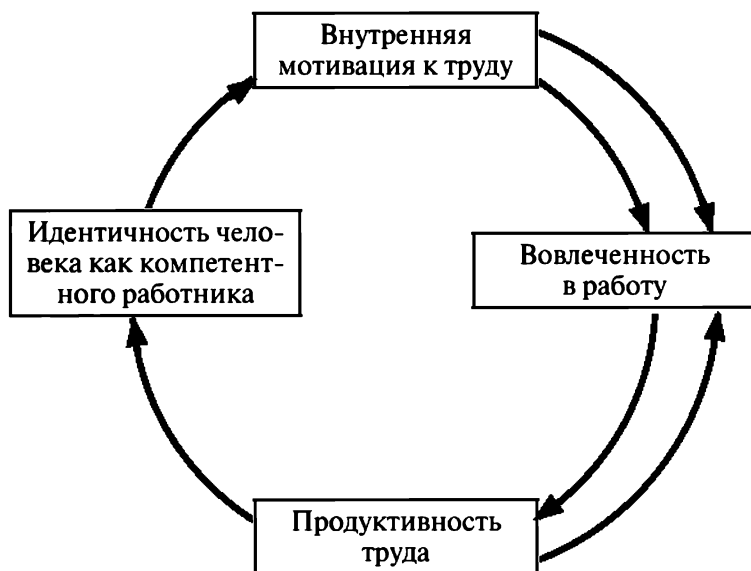 Внутренняя
мотивация к труду
Идентичность чело-
века как компетент-
ного работника
Вовлеченность
в работу
Продуктивность
труда